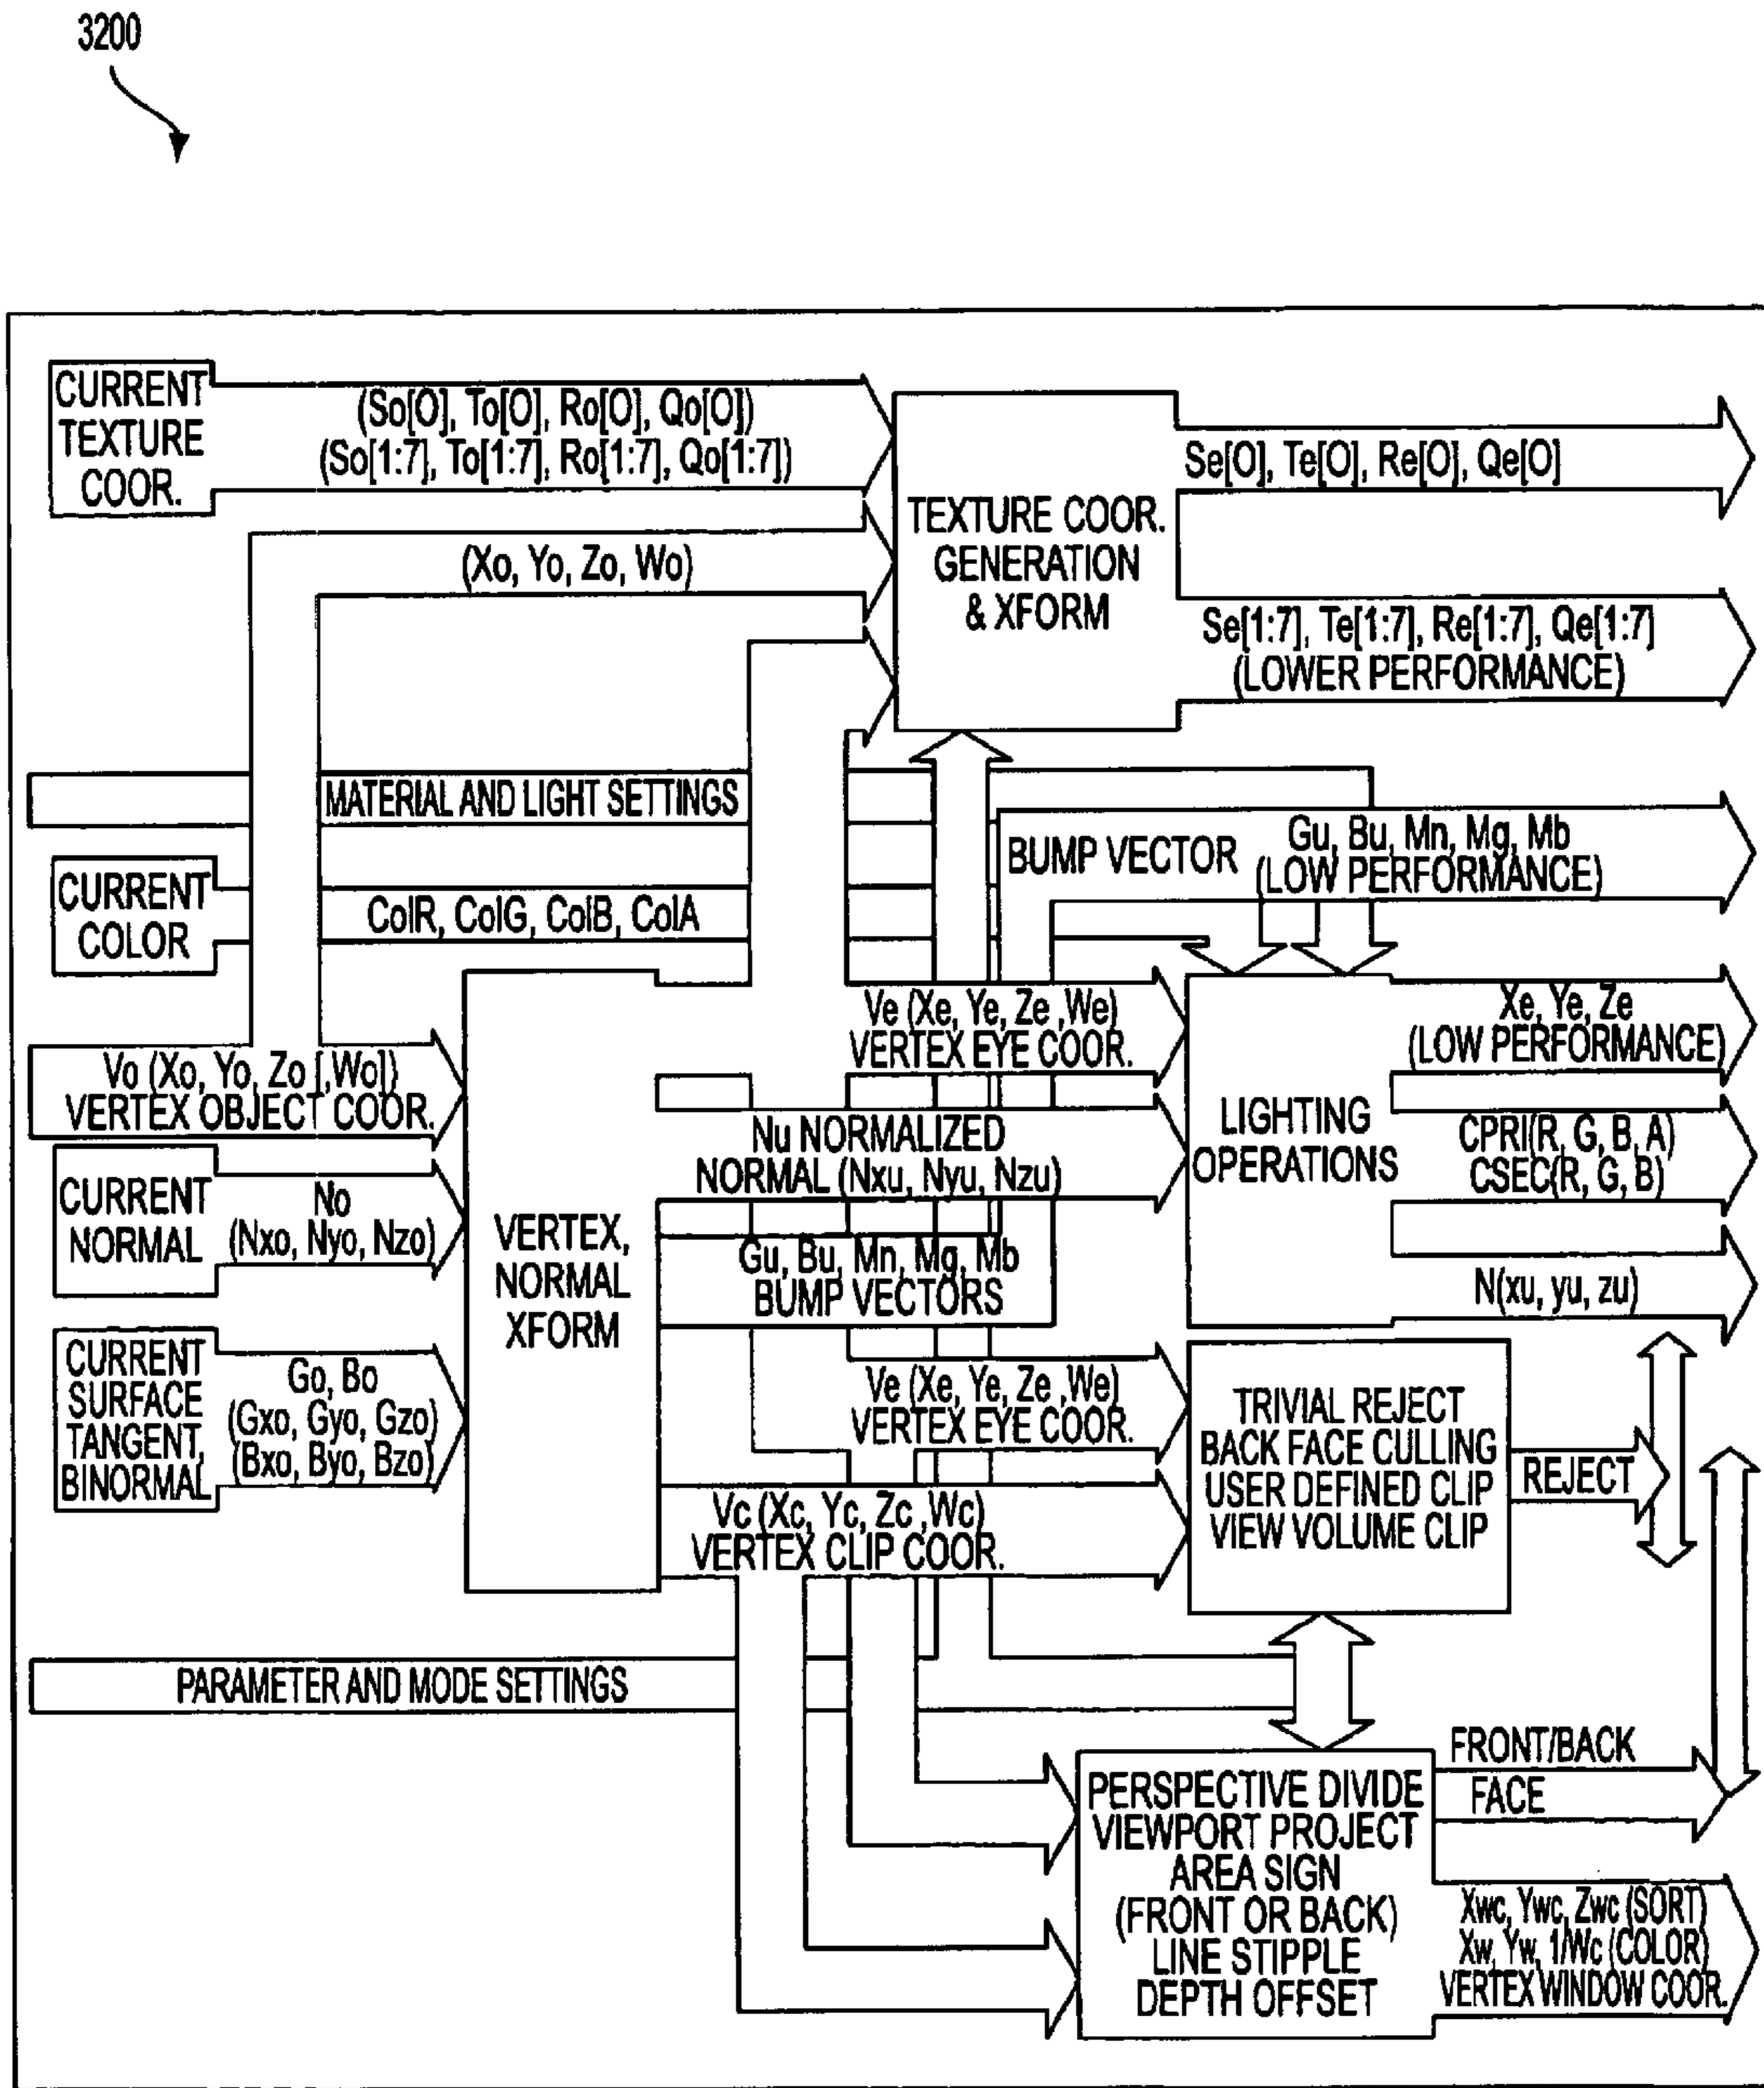 3200
CURRENT
TEXTURE
COOR.
(So[O], To[O], Ro[O], Qo[O])
(So[1:7], To[1:7], Ro[1:7], Qo[1:7])
(Xo, Yo, Zo, Wo)
TEXTURE COOR.
GENERATION
& XFORM
Se[O], Te[O], Re[O], Qe[O]
Se[1:7], Te[1:7], Re[1:7], Qe[1:7]
(LOWER PERFORMANCE)
MATERIAL AND LIGHT SETTINGS
BUMP VECTOR
Gu, Bu, Mn, Mg, Mb
(LOW PERFORMANCE)
CURRENT
COLOR
ColR, ColG, ColB, ColA
Vo (Xo, Yo, Zo [,Wo])
VERTEX OBJECT COOR.
CURRENT
NORMAL
No
(Nxo, Nyo, Nzo)
CURRENT
SURFACE
TANGENT,
BINORMAL
Go, Bo
(Gxo, Gyo, Gzo)
(Bxo, Byo, Bzo)
VERTEX,
NORMAL
XFORM
Ve (Xe, Ye, Ze ,We)
VERTEX EYE COOR.
Nu NORMALIZED
NORMAL (Nxu, Nyu, Nzu)
Gu, Bu, Mn, Mg, Mb
BUMP VECTORS
Ve (Xe, Ye, Ze ,We)
VERTEX EYE COOR.
Vc (Xc, Yc, Zc ,Wc)
VERTEX CLIP COOR.
LIGHTING
OPERATIONS
Xe, Ye, Ze
(LOW PERFORMANCE)
CPRI(R, G, B, A)
CSEC(R, G, B)
N(xu, yu, zu)
TRIVIAL REJECT
BACK FACE CULLING
USER DEFINED CLIP
VIEW VOLUME CLIP
REJECT
PARAMETER AND MODE SETTINGS
PERSPECTIVE DIVIDE
VIEWPORT PROJECT
AREA SIGN
(FRONT OR BACK)
LINE STIPPLE
DEPTH OFFSET
FRONT/BACK
FACE
Xwc, Ywc, Zwc (SORT)
Xw, Yw, 1/Wc (COLOR)
VERTEX WINDOW COOR.